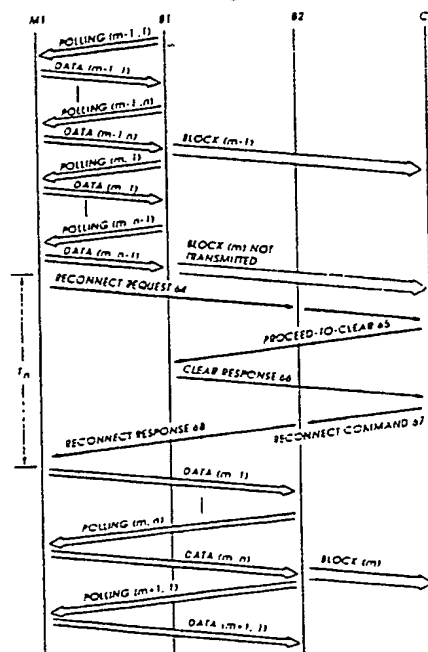 M1 B1 B2 C
POLLING (m-1, 1)
DATA (m-1, 1)
POLLING (m-1, n)
DATA (m-1, n)
BLOCK (m-1)
POLLING (m, 1)
DATA (m, 1)
POLLING (m, n-1)
DATA (m, n-1)
BLOCK (m) NOT
TRANSMITTED
RECONNECT REQUEST 64
PROCEED-TO-CLEAR 65
CLEAR RESPONSE 66
RECONNECT RESPONSE 68
RECONNECT COMMAND 67
DATA (m, 1)
POLLING (m, n)
DATA (m, n)
BLOCK (m)
POLLING (m+1, 1)
DATA (m+1, 1)